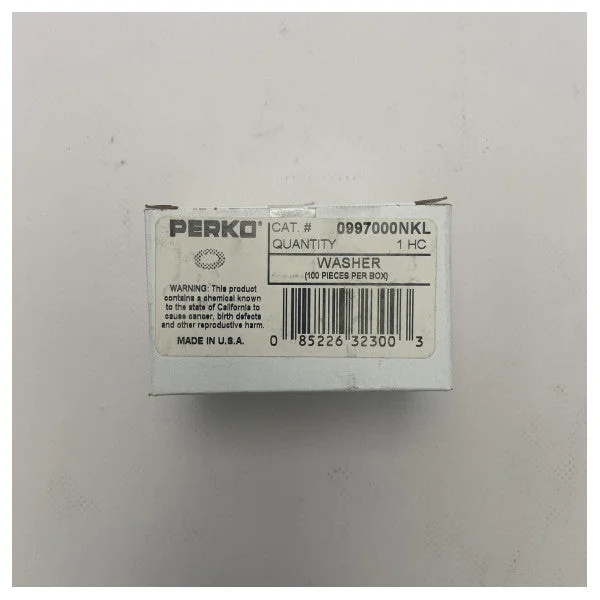 PERKO®
CAT. # 0997000NKL
QUANTITY 1 HC
WASHER
(100 PIECES PER BOX)
WARNING: This product
contains a chemical known
to the state of California to
cause cancer, birth defects
and other reproductive harm.
MADE IN U.S.A.
0 85226 32300 3